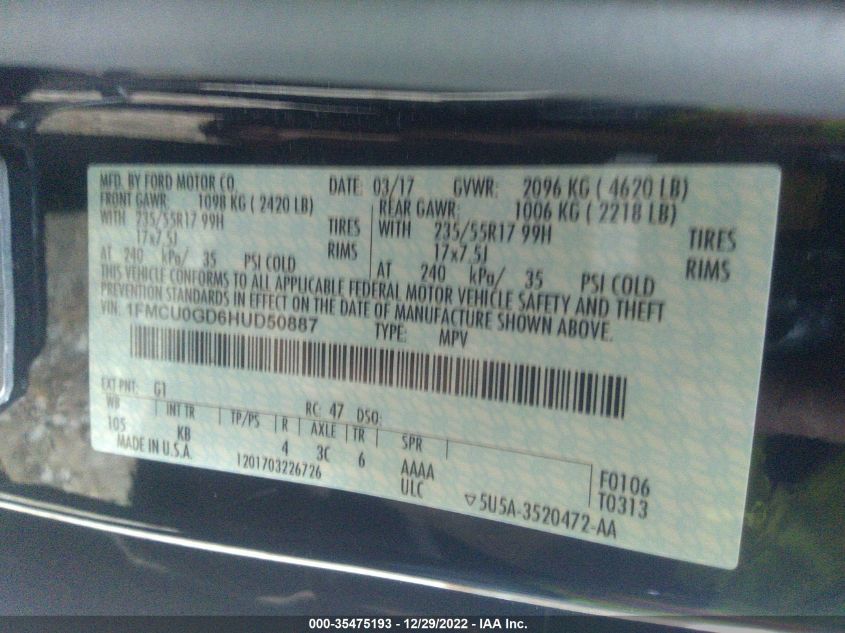 MFD. BY FORD MOTOR CO. DATE: 03/17 GVWR: 2096 KG ( 4620 LB)
FRONT GAWR: 1098 KG ( 2420 LB) REAR GAWR: 1006 KG ( 2218 LB)
WITH 235/55R17 99H TIRES WITH 235/55R17 99H TIRES
17x7.5J RIMS 17x7.5J RIMS
AT 240 kPa/ 35 PSI COLD AT 240 kPa/ 35 PSI COLD
THIS VEHICLE CONFORMS TO ALL APPLICABLE FEDERAL MOTOR VEHICLE SAFETY AND THEFT
PREVENTION STANDARDS IN EFFECT ON THE DATE OF MANUFACTURE SHOWN ABOVE.
VIN: 1FMCU0GD6HUD50887 TYPE: MPV
EXT PNT: G1 RC: 47 DSO:
WB INT TR TP/PS R AXLE TR SPR
105 KB 4 3C 6 AAAA F0106
MADE IN U.S.A. 1201703226726 ULC T0313
▽5U5A-3520472-AA
000-35475193 - 12/29/2022 - IAA Inc.